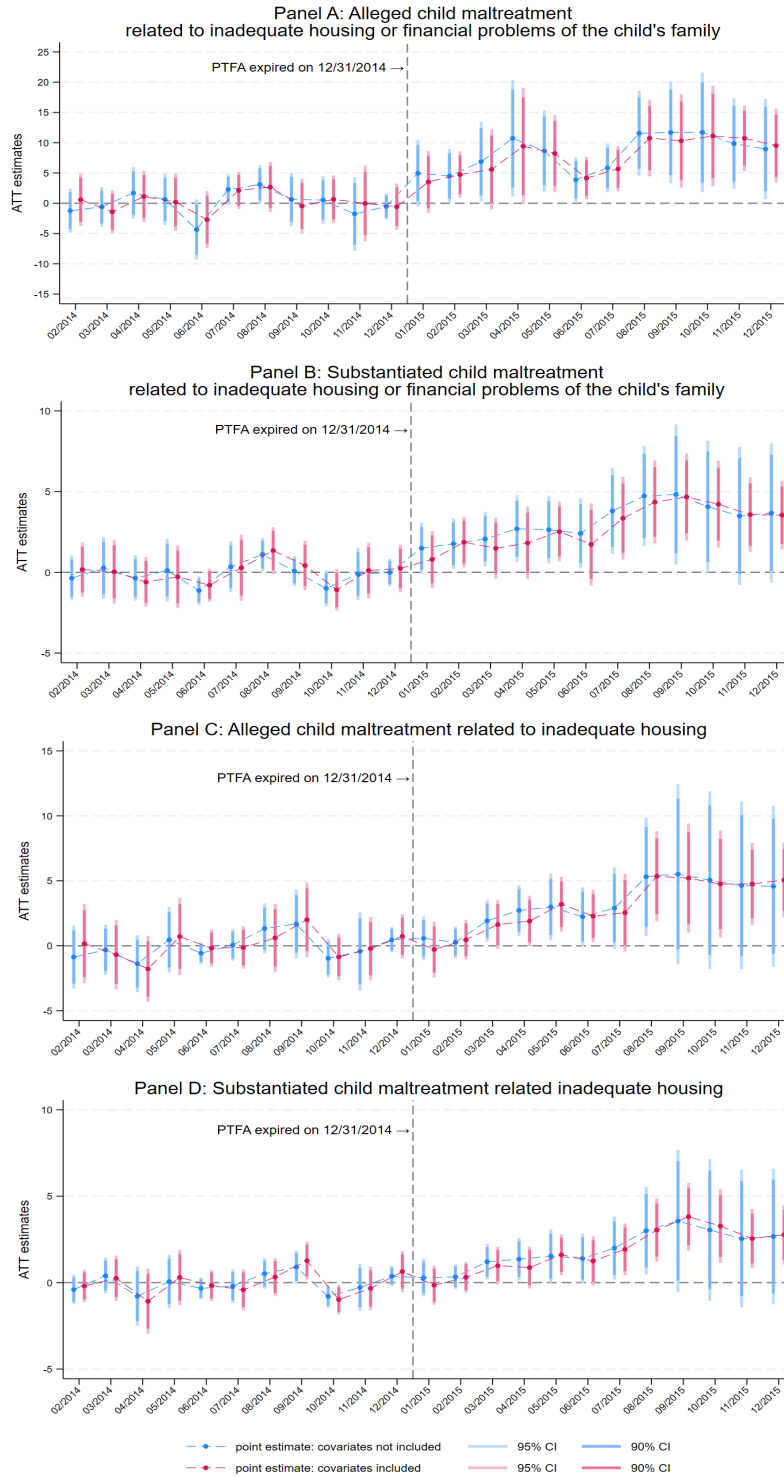 Panel A: Alleged child maltreatment
related to inadequate housing or financial problems of the child's family
25
20
15
10
5
0
-5
-10
-15
ATT estimates
PTFA expired on 12/31/2014 →
02/2014 03/2014 04/2014 05/2014 06/2014 07/2014 08/2014 09/2014 10/2014 11/2014 12/2014 01/2015 02/2015 03/2015 04/2015 05/2015 06/2015 07/2015 08/2015 09/2015 10/2015 11/2015 12/2015
Panel B: Substantiated child maltreatment
related to inadequate housing or financial problems of the child's family
10
5
0
-5
ATT estimates
PTFA expired on 12/31/2014 →
02/2014 03/2014 04/2014 05/2014 06/2014 07/2014 08/2014 09/2014 10/2014 11/2014 12/2014 01/2015 02/2015 03/2015 04/2015 05/2015 06/2015 07/2015 08/2015 09/2015 10/2015 11/2015 12/2015
Panel C: Alleged child maltreatment related to inadequate housing
15
10
5
0
-5
ATT estimates
PTFA expired on 12/31/2014 →
02/2014 03/2014 04/2014 05/2014 06/2014 07/2014 08/2014 09/2014 10/2014 11/2014 12/2014 01/2015 02/2015 03/2015 04/2015 05/2015 06/2015 07/2015 08/2015 09/2015 10/2015 11/2015 12/2015
Panel D: Substantiated child maltreatment related inadequate housing
10
5
0
-5
ATT estimates
PTFA expired on 12/31/2014 →
02/2014 03/2014 04/2014 05/2014 06/2014 07/2014 08/2014 09/2014 10/2014 11/2014 12/2014 01/2015 02/2015 03/2015 04/2015 05/2015 06/2015 07/2015 08/2015 09/2015 10/2015 11/2015 12/2015
point estimate: covariates not included 95% CI 90% CI
point estimate: covariates included 95% CI 90% CI